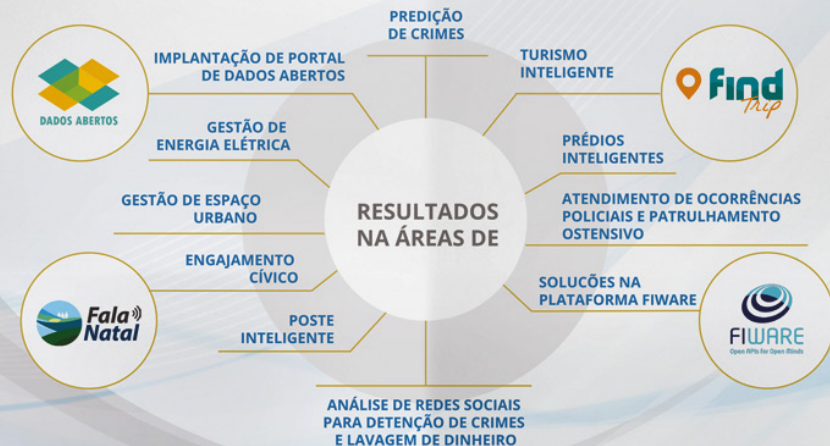 PREDIÇÃO
DE CRIMES
IMPLANTAÇÃO DE PORTAL
DE DADOS ABERTOS
TURISMO
INTELIGENTE
DADOS ABERTOS
find
Trip
GESTÃO DE
ENERGIA ELÉTRICA
PRÉDIOS
INTELIGENTES
GESTÃO DE ESPAÇO
URBANO
RESULTADOS
NA ÁREAS DE
ATENDIMENTO DE OCORRÊNCIAS
POLICIAIS E PATRULHAMENTO
OSTENSIVO
ENGAJAMENTO
CÍVICO
SOLUCÕES NA
PLATAFORMA FIWARE
Fala
Natal
POSTE
INTELIGENTE
FIWARE
Open APIs for Open Minds
ANÁLISE DE REDES SOCIAIS
PARA DETENÇÃO DE CRIMES
E LAVAGEM DE DINHEIRO